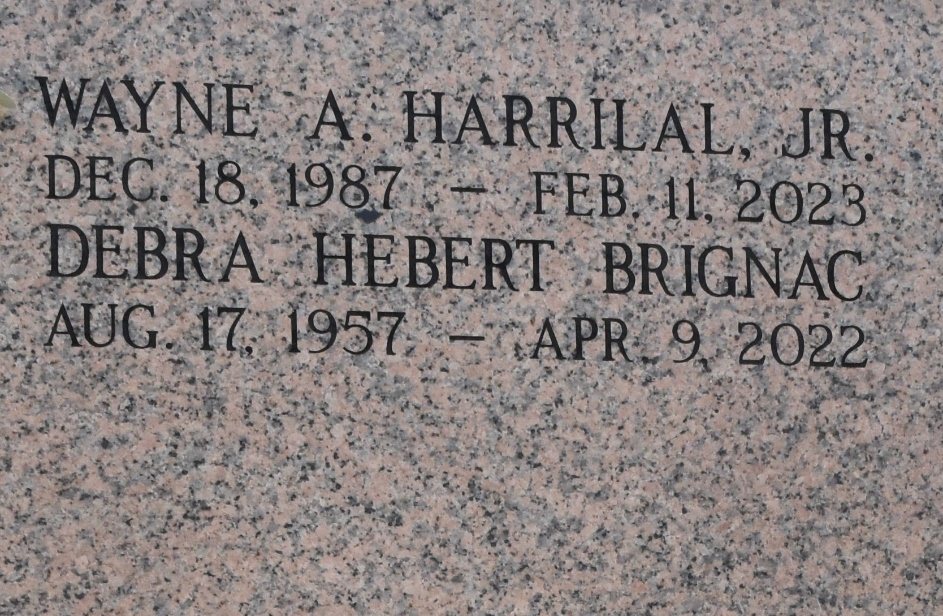 WAYNE A. HARRILAL, JR.
DEC. 18, 1987 — FEB. 11, 2023
DEBRA HEBERT BRIGNAC
AUG. 17, 1957 — APR. 9, 2022